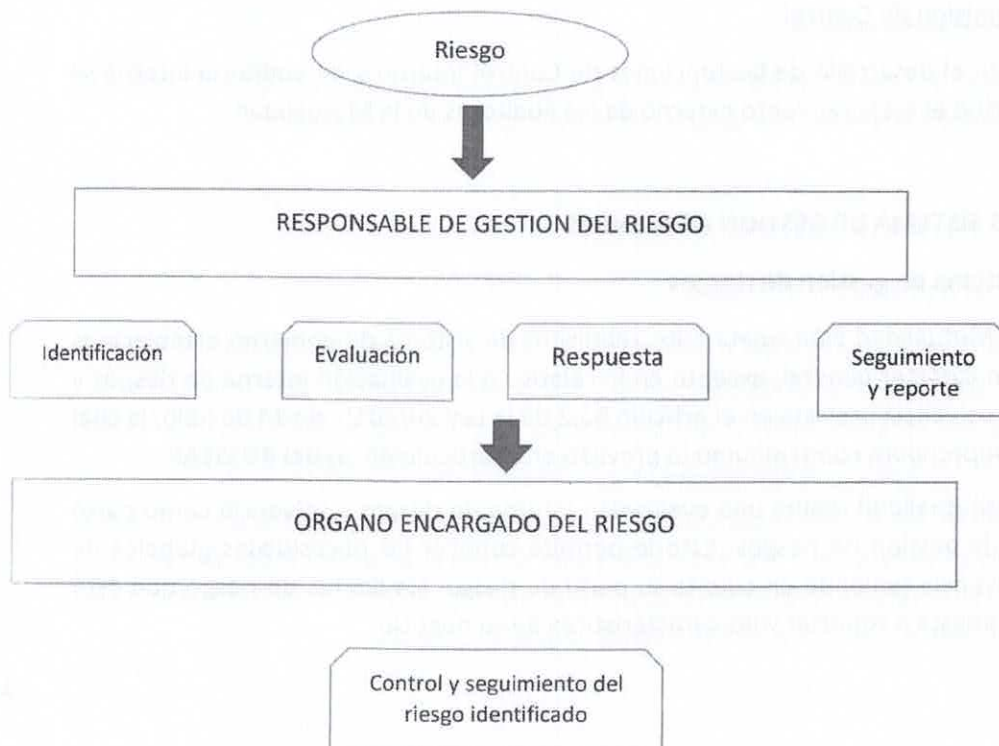 Riesgo
RESPONSABLE DE GESTION DEL RIESGO
Identificación
Evaluación
Respuesta
Seguimiento
y reporte
ORGANO ENCARGADO DEL RIESGO
Control y seguimiento del
riesgo identificado